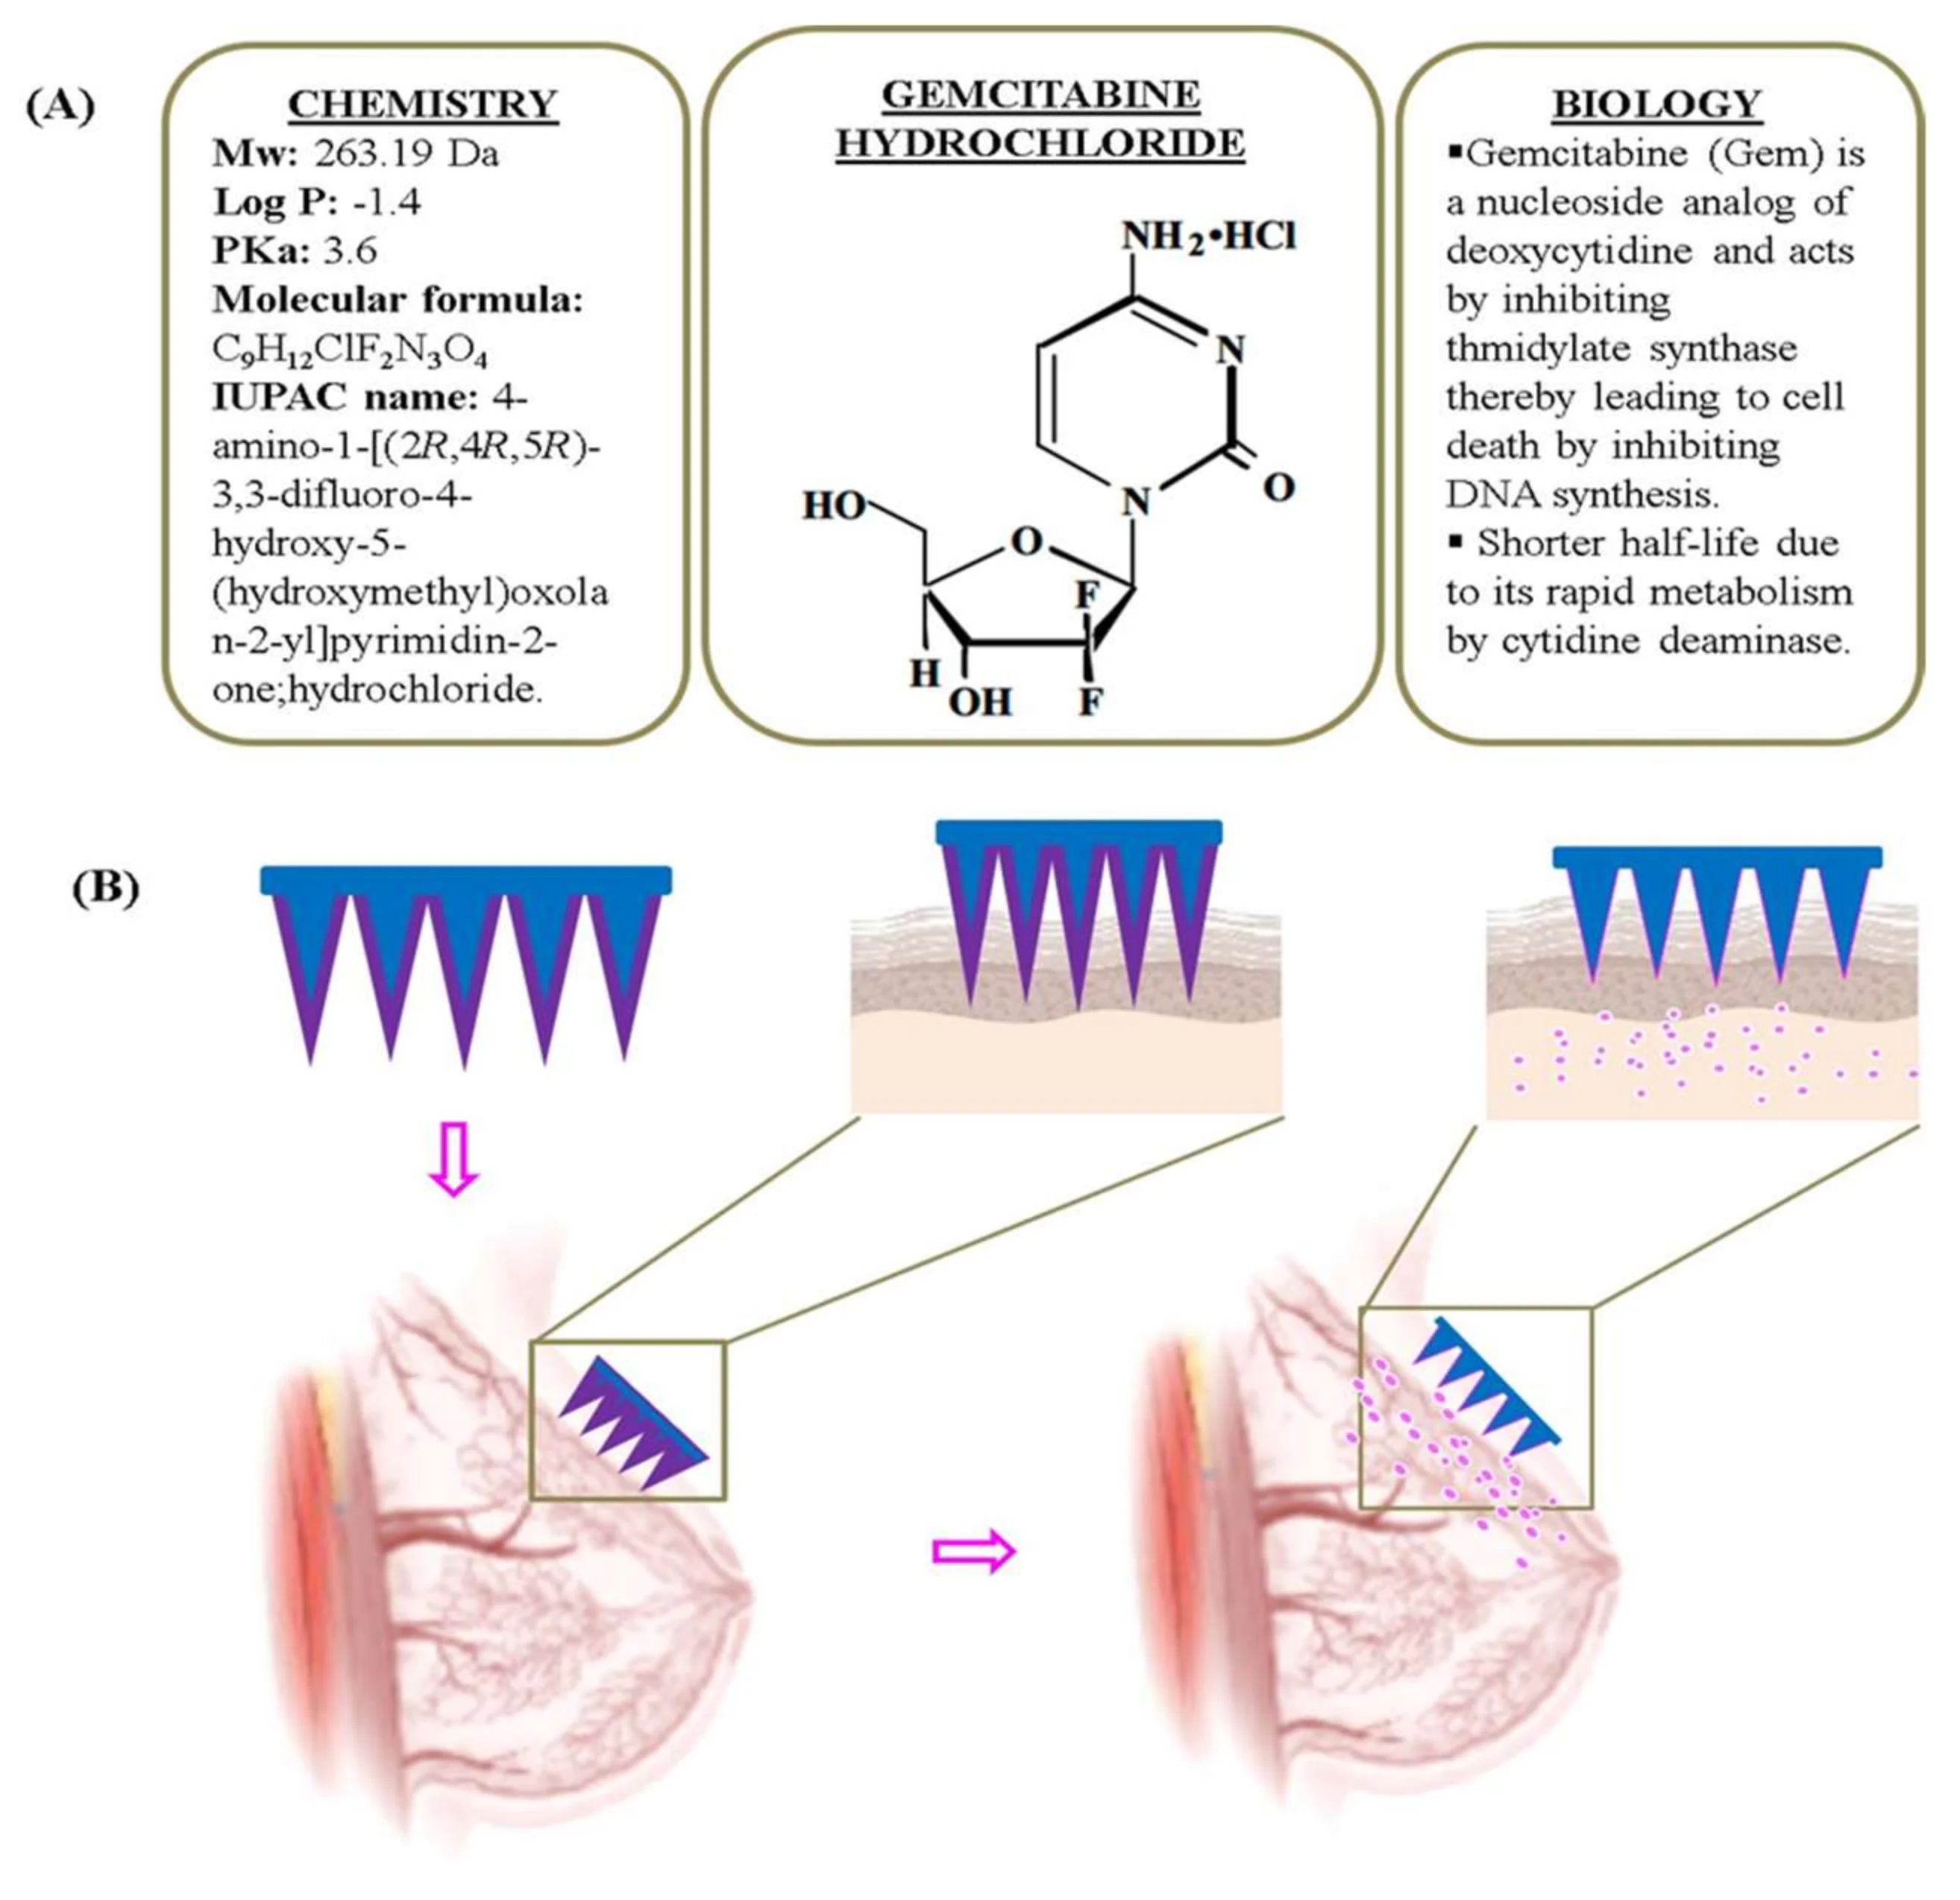 (A)
CHEMISTRY
Mw: 263.19 Da
Log P: -1.4
PKa: 3.6
Molecular formula:
C₉H₁₂ClF₂N₃O₄
IUPAC name: 4-
amino-1-[(2R,4R,5R)-
3,3-difluoro-4-
hydroxy-5-
(hydroxymethyl)oxola
n-2-yl]pyrimidin-2-
one;hydrochloride.
GEMCITABINE
HYDROCHLORIDE
NH₂•HCl
N
O
N
HO
O
F
H
OH
F
BIOLOGY
▪Gemcitabine (Gem) is
a nucleoside analog of
deoxycytidine and acts
by inhibiting
thmidylate synthase
thereby leading to cell
death by inhibiting
DNA synthesis.
▪ Shorter half-life due
to its rapid metabolism
by cytidine deaminase.
(B)